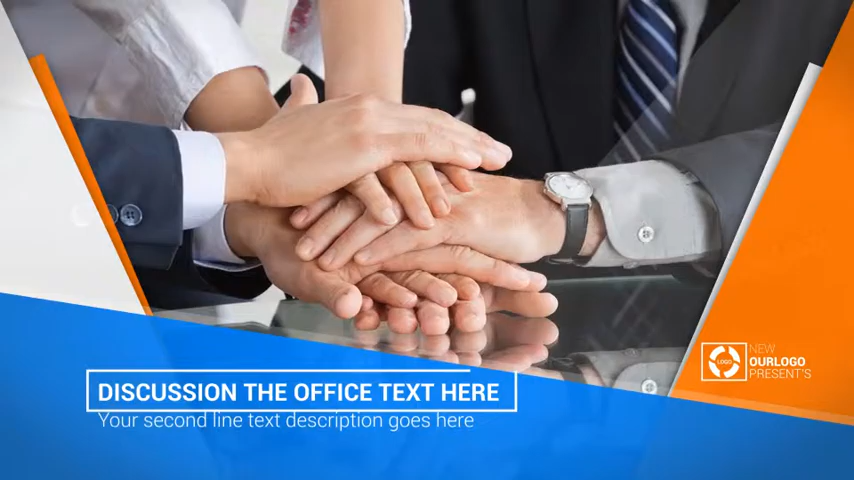 DISCUSSION THE OFFICE TEXT HERE
Your second line text description goes here
LOGO
NEW
OURLOGO
PRESENT'S